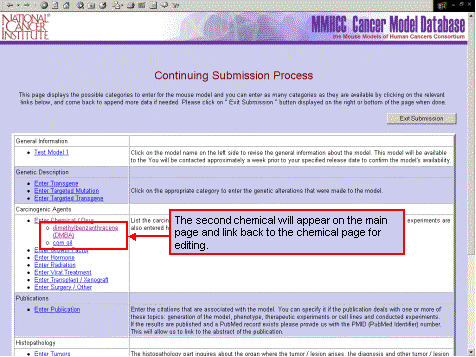 NATIONAL
CANCER
INSTITUTE
MMHCC Cancer Model Database
the Mouse Models of Human Cancers Consortium
Continuing Submission Process
This page displays the possible categories to enter for the mouse model and you can enter as many categories as they are available by clicking on the relevant
links below, and come back to append more data if needed. Please click on " Exit Submission " button displayed on the right or bottom of the page when done.
Exit Submission
General Information
Test Model 1
Click on the model name on the left side to revise the general information about the model. This model will be available
to the You will be contacted approximately a week prior to your specified release date to confirm the model's availability.
Genetic Description
Enter Transgene
Enter Targeted Mutation
Enter Targeted Transgene
Click on the appropriate category to enter the genetic alterations that were made to the model.
Carcinogenic Agents
Enter Chemical / Drug
dimethylbenzanthracene
(DMBA)
corn oil
Enter Growth Factor
Enter Hormone
Enter Radiation
Enter Viral Treatment
Enter Transplant / Xenograft
Enter Surgery / Other
List the carcin
experiments are
also entered h
The second chemical will appear on the main
page and link back to the chemical page for
editing.
Publications
Enter Publication
Enter the citations that are associated with the model. You can specify it if the publication deals with one or more of
these topics: generation of the model, phenotype, therapeutic experiments or cell lines and conducted experiments.
If the results are published and a PubMed record exists please provide us with the PMID (PubMed Identifier) number.
This will allow us to link to the abstract of the publication.
Histopathology
Enter Tumors
The histopathology part inquires about the organ where the tumor / lesion arises, the diagnosis and other tumor / lesion